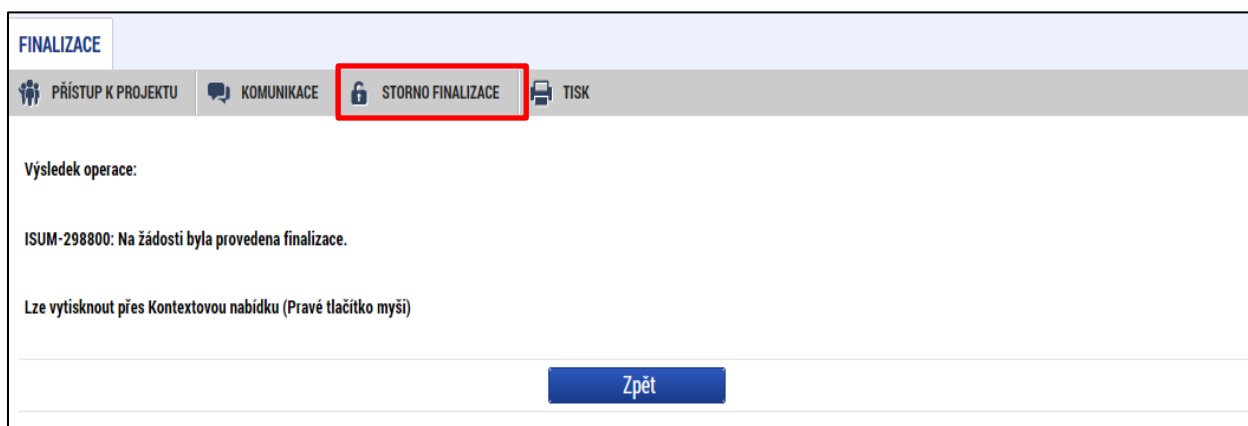 FINALIZACE
PŘÍSTUP K PROJEKTU KOMUNIKACE STORNO FINALIZACE TISK
Výsledek operace:
ISUM-298800: Na žádosti byla provedena finalizace.
Lze vytisknout přes Kontextovou nabídku (Pravé tlačítko myši)
Zpět